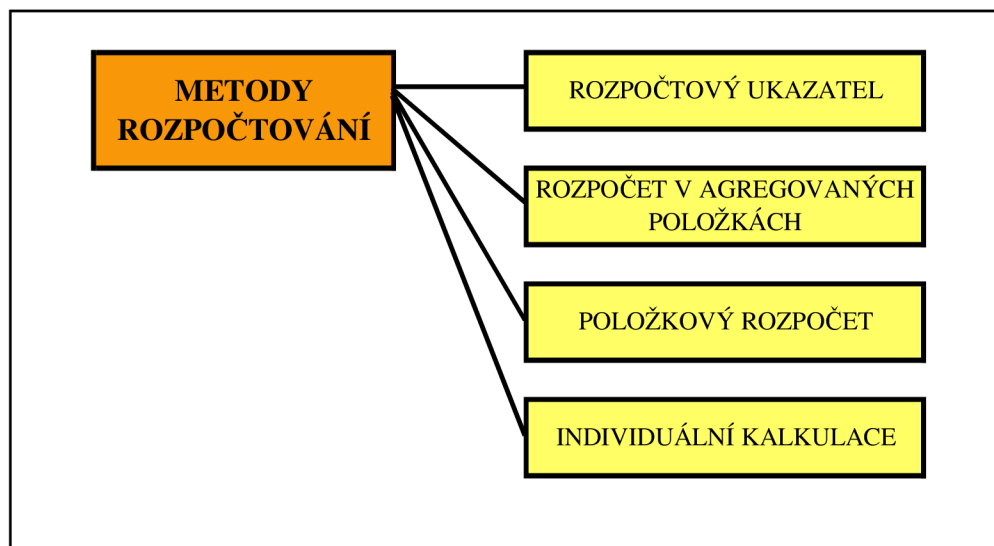 METODY
ROZPOČTOVÁNÍ
ROZPOČTOVÝ UKAZATEL
ROZPOČET V AGREGOVANÝCH
POLOŽKÁCH
POLOŽKOVÝ ROZPOČET
INDIVIDUÁLNÍ KALKULACE